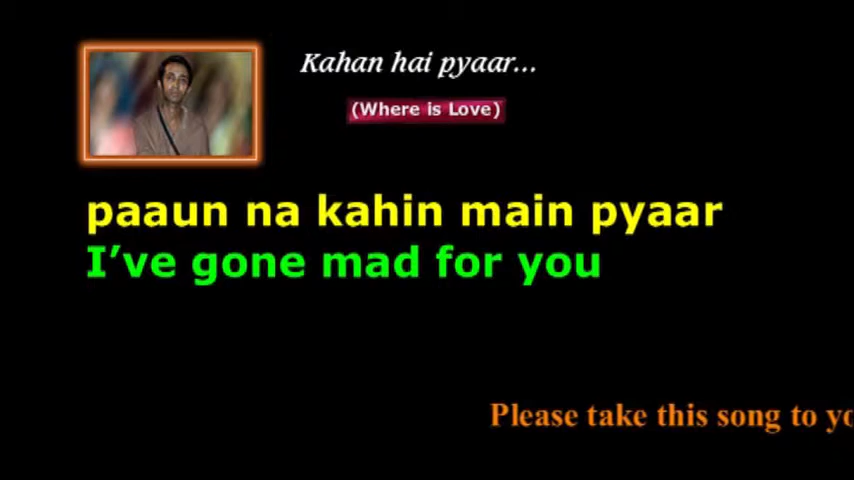 Kahan hai pyaar...
(Where is Love)
paaun na kahin main pyaar
I’ve gone mad for you
Please take this song to